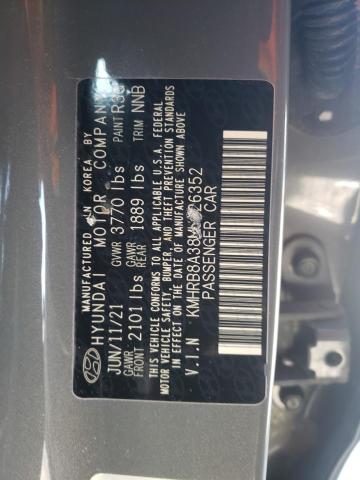 MANUFACTURED IN KOREA BY
HYUNDAI MOTOR COMPANY
JUN/11/21 GVWR 3770 lbs PAINT
GAWR FRONT 2101 lbs GAWR REAR 1889 lbs TRIM NNB
THIS VEHICLE CONFORMS TO ALL APPLICABLE U.S.A. FEDERAL
MOTOR VEHICLE SAFETY, BUMPER, AND THEFT PREVENTION STANDARDS
IN EFFECT ON THE DATE OF MANUFACTURE SHOWN ABOVE
V.I.N
PASSENGER CAR